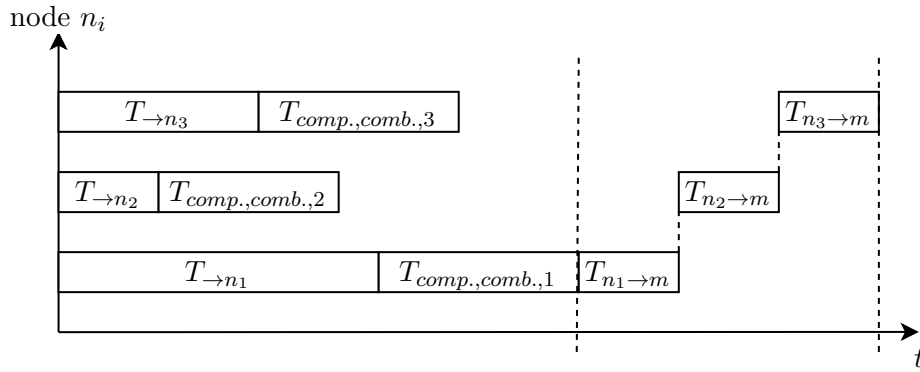 node n_i
T_{→n_3} T_{comp.,comb.,3} T_{n_3→m}
T_{→n_2} T_{comp.,comb.,2} T_{n_2→m}
T_{→n_1} T_{comp.,comb.,1} T_{n_1→m}
t